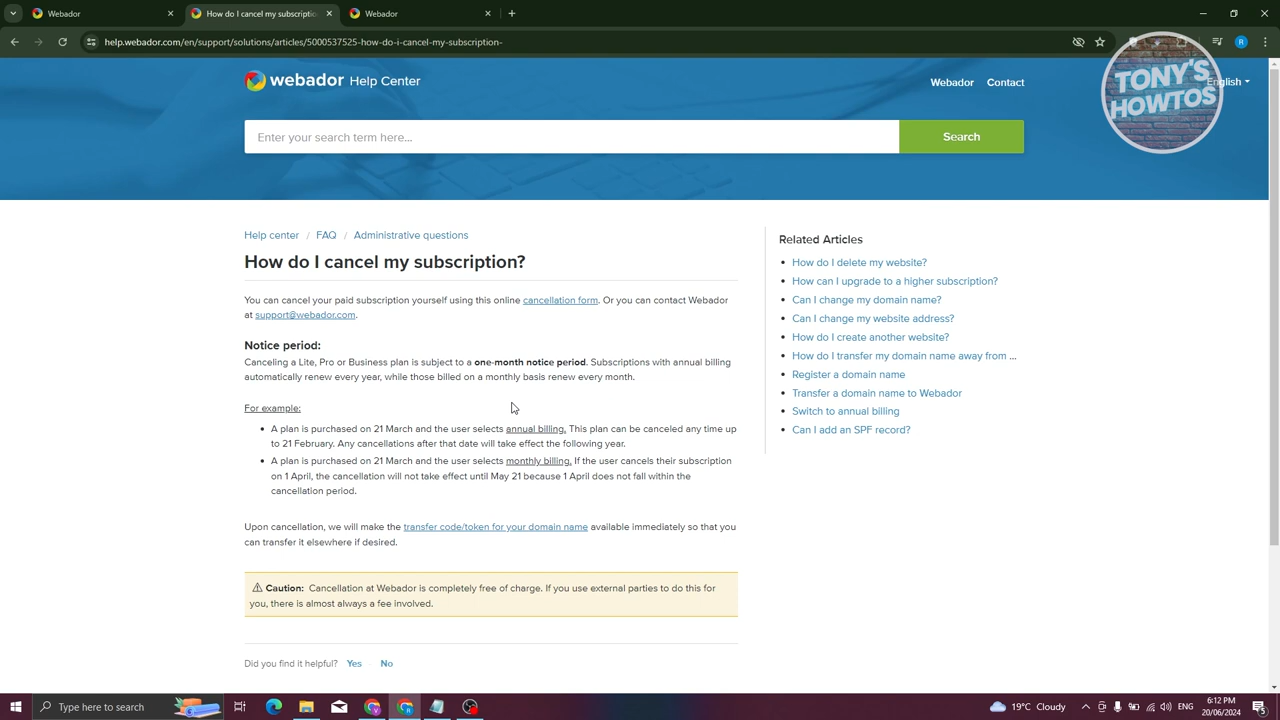 Webador
How do I cancel my subscriptio
Webador
help.webador.com/en/support/solutions/articles/5000537525-how-do-i-cancel-my-subscription-
R
webador Help Center
Webador Contact
English
TONY'S
HOWTOS
Enter your search term here...
Search
Help center / FAQ / Administrative questions
How do I cancel my subscription?
You can cancel your paid subscription yourself using this online cancellation form. Or you can contact Webador
at support@webador.com.
Notice period:
Canceling a Lite, Pro or Business plan is subject to a one-month notice period. Subscriptions with annual billing
automatically renew every year, while those billed on a monthly basis renew every month.
For example:
• A plan is purchased on 21 March and the user selects annual billing. This plan can be canceled any time up
to 21 February. Any cancellations after that date will take effect the following year.
• A plan is purchased on 21 March and the user selects monthly billing. If the user cancels their subscription
on 1 April, the cancellation will not take effect until May 21 because 1 April does not fall within the
cancellation period.
Upon cancellation, we will make the transfer code/token for your domain name available immediately so that you
can transfer it elsewhere if desired.
Caution: Cancellation at Webador is completely free of charge. If you use external parties to do this for
you, there is almost always a fee involved.
Did you find it helpful? Yes No
Related Articles
• How do I delete my website?
• How can I upgrade to a higher subscription?
• Can I change my domain name?
• Can I change my website address?
• How do I create another website?
• How do I transfer my domain name away from ...
• Register a domain name
• Transfer a domain name to Webador
• Switch to annual billing
• Can I add an SPF record?
Type here to search
19°C Cloudy
ENG
6:12 PM
20/06/2024